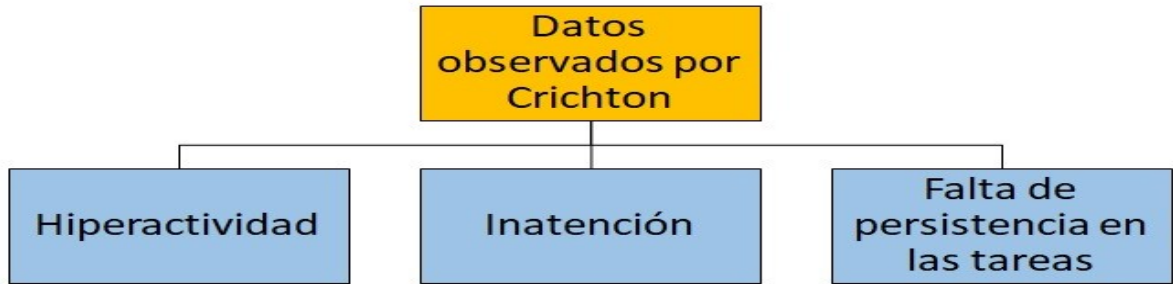 Datos
observados por
Crichton
Hiperactividad
Inatención
Falta de
persistencia en
las tareas